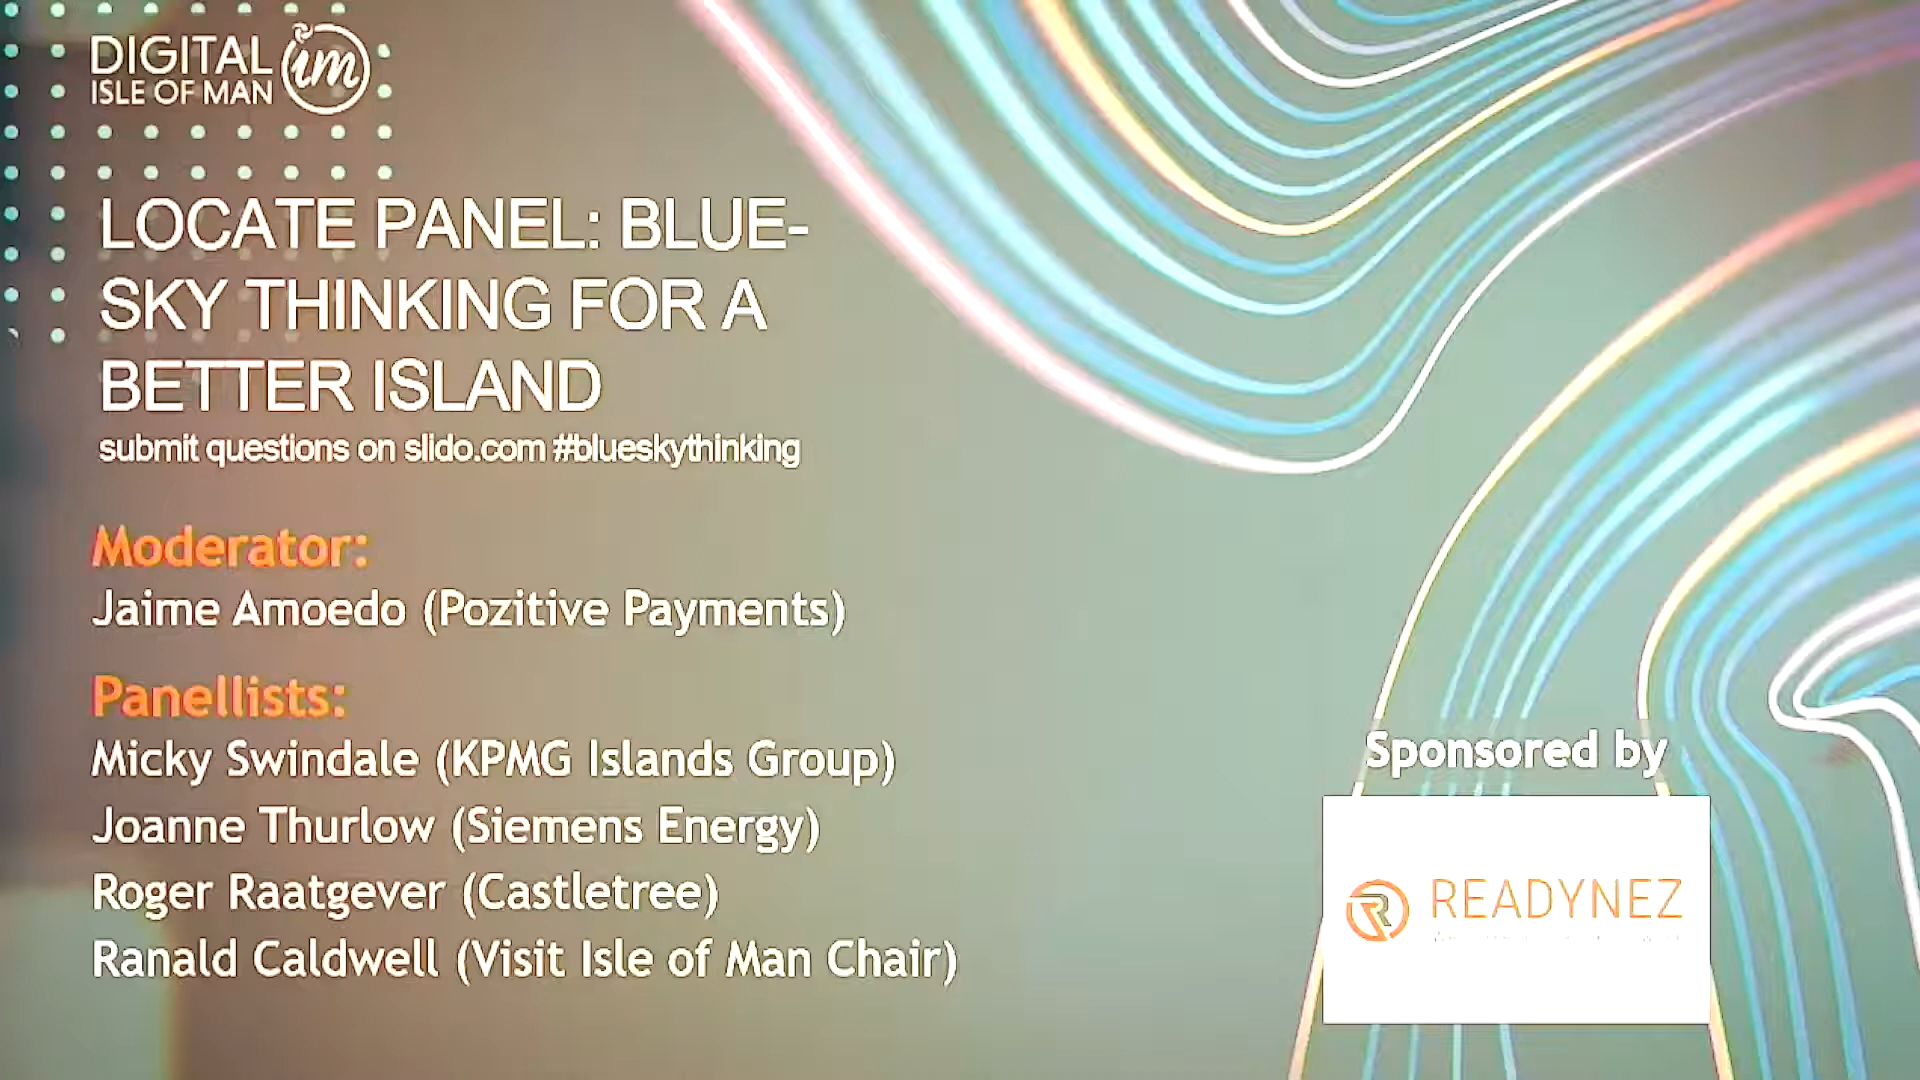 DIGITAL
ISLE OF MAN
im
LOCATE PANEL: BLUE-
SKY THINKING FOR A
BETTER ISLAND
submit questions on slido.com #blueskythinking
Moderator:
Jaime Amoedo (Pozitive Payments)
Panellists:
Micky Swindale (KPMG Islands Group)
Joanne Thurlow (Siemens Energy)
Roger Raatgever (Castletree)
Ranald Caldwell (Visit Isle of Man Chair)
Sponsored by
READYNEZ